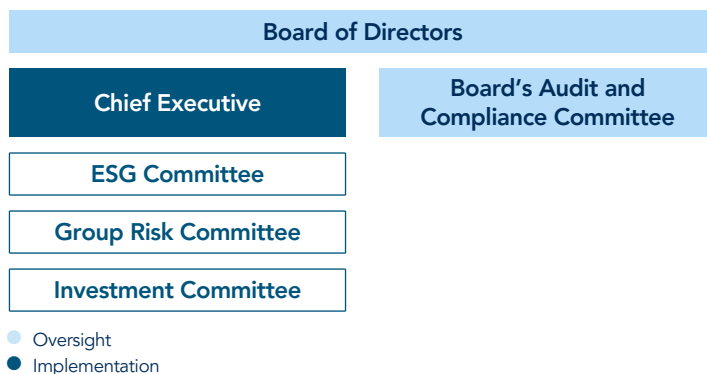 Board of Directors
Chief Executive
Board’s Audit and
Compliance Committee
ESG Committee
Group Risk Committee
Investment Committee
Oversight
Implementation